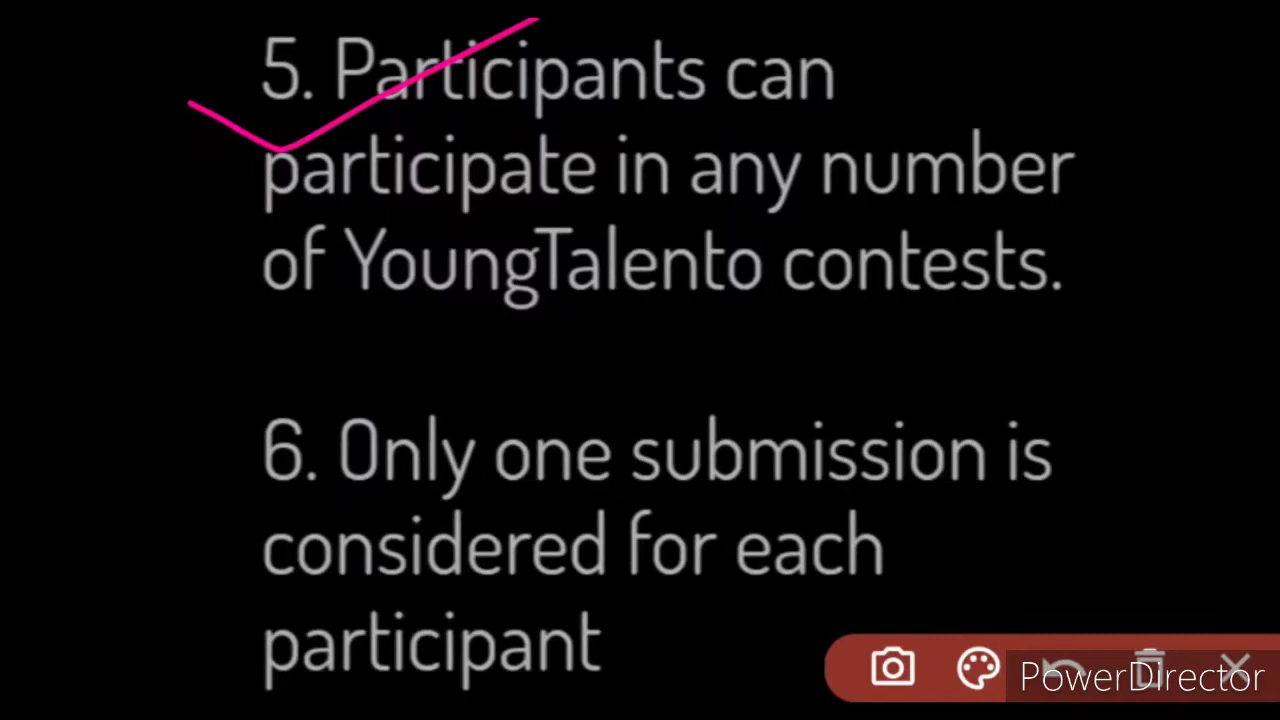 5. Participants can
participate in any number
of YoungTalento contests.
6. Only one submission is
considered for each
participant
PowerDirector